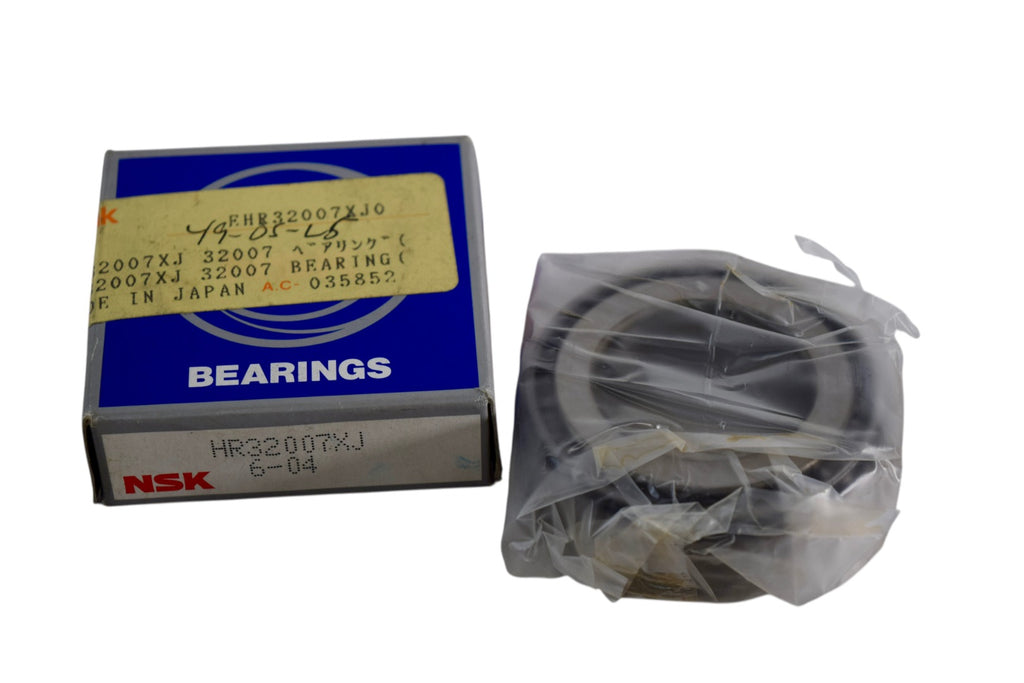 K EHR32007XJ0
49-05-
2007XJ 32007 ベアリング(
2007XJ 32007 BEARING(
DE IN JAPAN A.C- 035852
BEARINGS
HR32007XJ
6-04
NSK